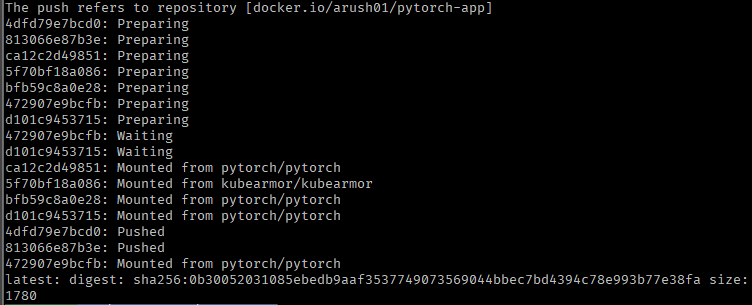 The push refers to repository [docker.io/arush01/pytorch-app]
4dfd79e7bcd0: Preparing
813066e87b3e: Preparing
ca12c2d49851: Preparing
5f70bf18a086: Preparing
bfb59c8a0e28: Preparing
472907e9bcfb: Preparing
d101c9453715: Preparing
472907e9bcfb: Waiting
d101c9453715: Waiting
ca12c2d49851: Mounted from pytorch/pytorch
5f70bf18a086: Mounted from kubearmor/kubearmor
bfb59c8a0e28: Mounted from pytorch/pytorch
d101c9453715: Mounted from pytorch/pytorch
4dfd79e7bcd0: Pushed
813066e87b3e: Pushed
472907e9bcfb: Mounted from pytorch/pytorch
latest: digest: sha256:0b30052031085ebedb9aaf3537749073569044bbec7bd4394c78e993b77e38fa size:
1780